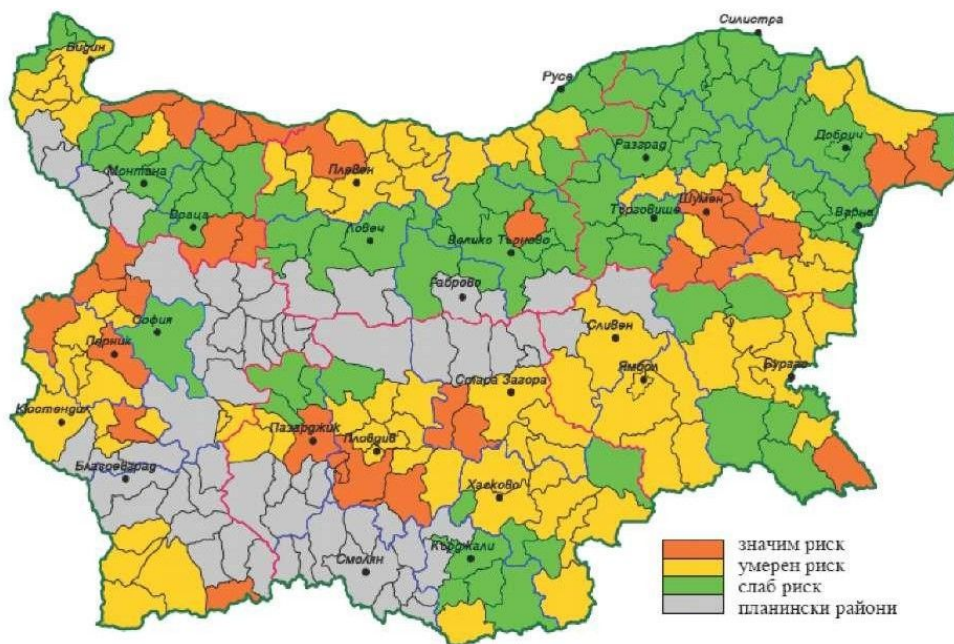 Силистра
Видин
Русе
Добрич
Разград
Монтана
Плевен
Шумен
Търговище
Варна
Враца
Ловеч
Велико Търново
Габрово
София
Сливен
Перник
Ямбол
Бургас
Стара Загора
Кюстендил
Пазарджик
Пловдив
Благоевград
Хасково
Кърджали
Смолян
значим риск
умерен риск
слаб риск
планински райони